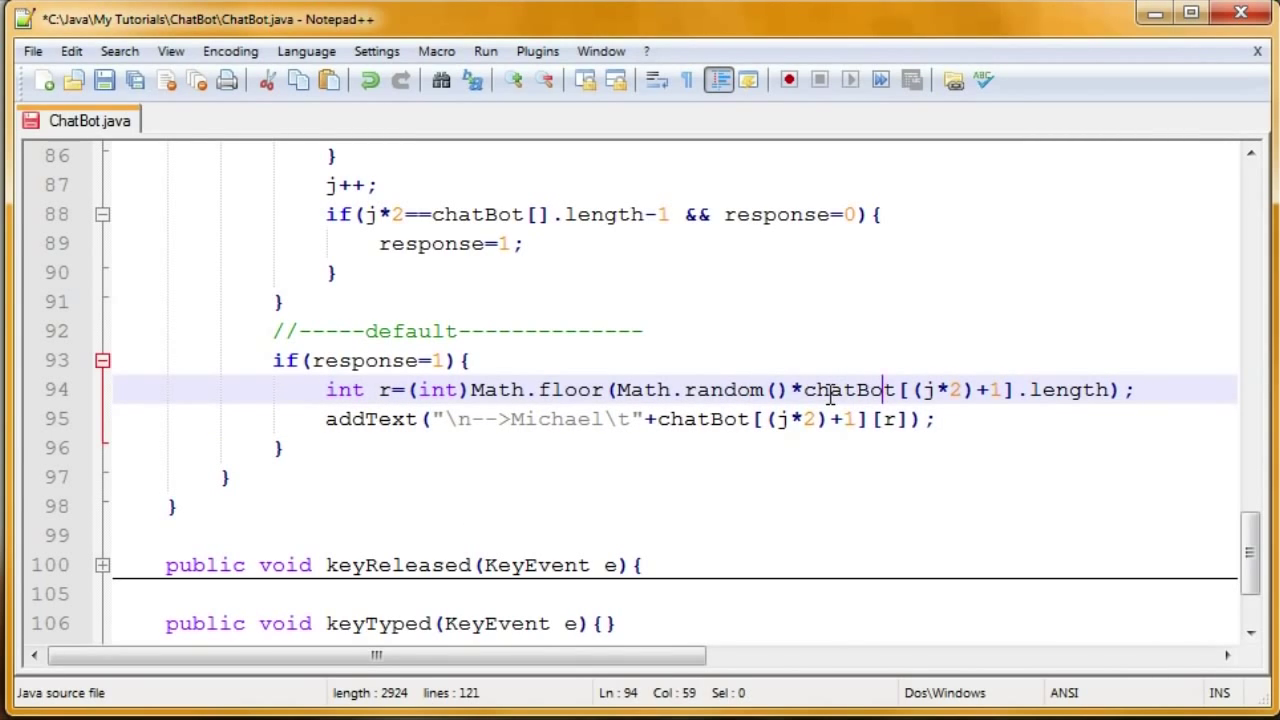 *C:\Java\My Tutorials\ChatBot\ChatBot.java - Notepad++
File Edit Search View Encoding Language Settings Macro Run Plugins Window ? X
ABC
ChatBot.java
86 }
87 j++;
88 if(j*2==chatBot[].length-1 && response=0){
89 response=1;
90 }
91 }
92 //-----default--------------
93 if(response=1){
94 int r=(int)Math.floor(Math.random()*chatBot[(j*2)+1].length);
95 addText("\n-->Michael\t"+chatBot[(j*2)+1][r]);
96 }
97 }
98 }
99
100 public void keyReleased(KeyEvent e){
105
106 public void keyTyped(KeyEvent e){}
Java source file length : 2924 lines : 121 Ln : 94 Col : 59 Sel : 0 Dos\Windows ANSI INS